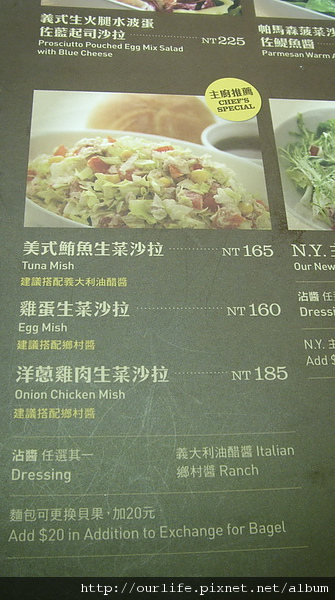 義式生火腿水波蛋
佐藍起司沙拉 NT 225
Prosciutto Pouched Egg Mix Salad
with Blue Cheese
帕馬森菠菜沙
佐鯷魚醬
Parmesan Warm
主廚推薦
CHEF'S
SPECIAL
美式鮪魚生菜沙拉 NT 165
Tuna Mish
建議搭配義大利油醋醬
雞蛋生菜沙拉 NT 160
Egg Mish
建議搭配鄉村醬
洋蔥雞肉生菜沙拉 NT 185
Onion Chicken Mish
建議搭配鄉村醬
沾醬 任選其一
Dressing
義大利油醋醬 Italian
鄉村醬 Ranch
麵包可更換貝果，加20元
Add $20 in Addition to Exchange for Bagel
N.Y.
Our New
沾醬 任
Dressi
N.Y.
Add $
http://ourlife.pixnet.net/album